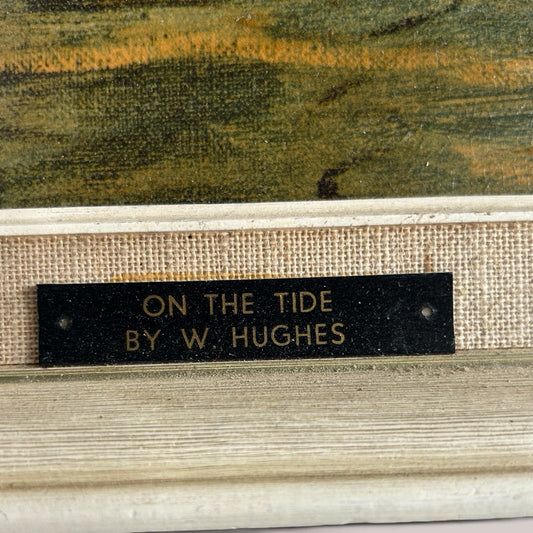 ON THE TIDE
BY W. HUGHES